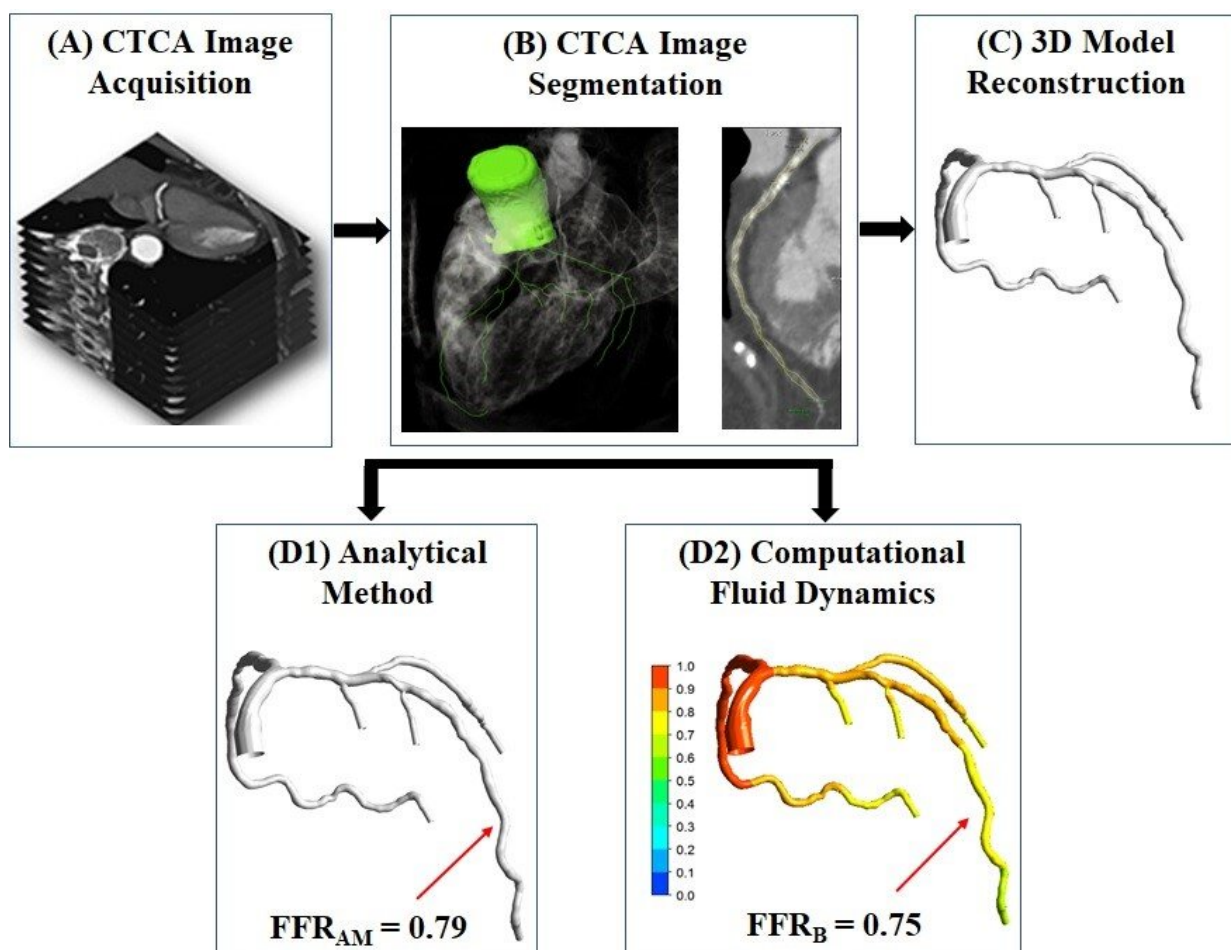 (A) CTCA Image
Acquisition
(B) CTCA Image
Segmentation
(C) 3D Model
Reconstruction
(D1) Analytical
Method
FFRAM = 0.79
(D2) Computational
Fluid Dynamics
1.0
0.9
0.8
0.7
0.6
0.5
0.4
0.3
0.2
0.1
0.0
FFRB = 0.75